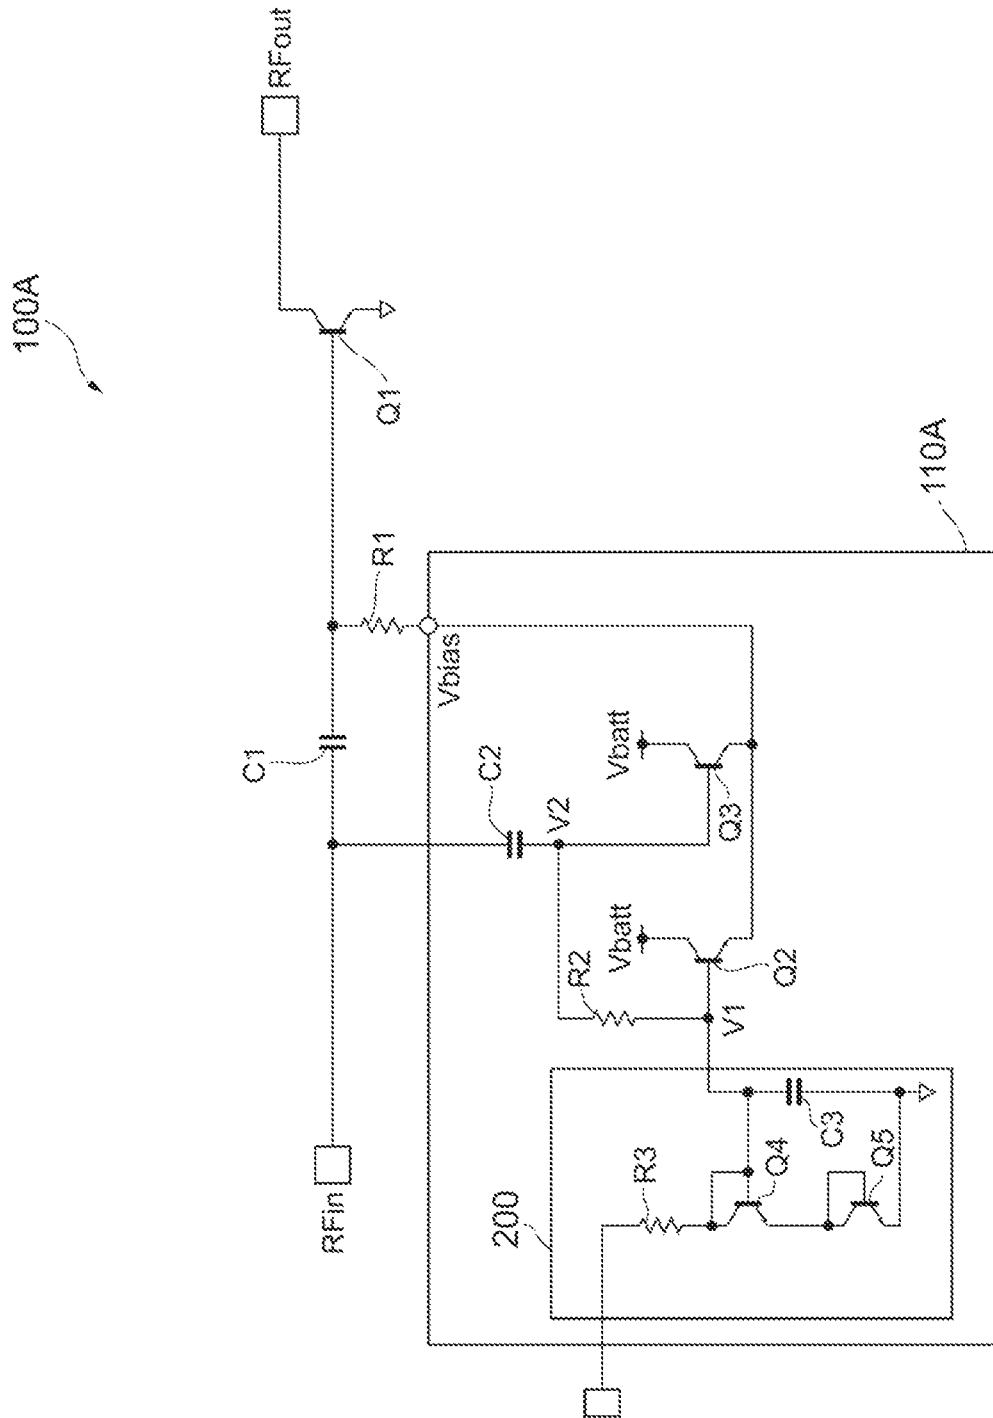 100A
RFin
C1
RFout
Q1
R1
Vbias
C2
V2
Vbatt
Q3
Vbatt
Q2
R2
V1
110A
200
R3
Q4
C3
Q5